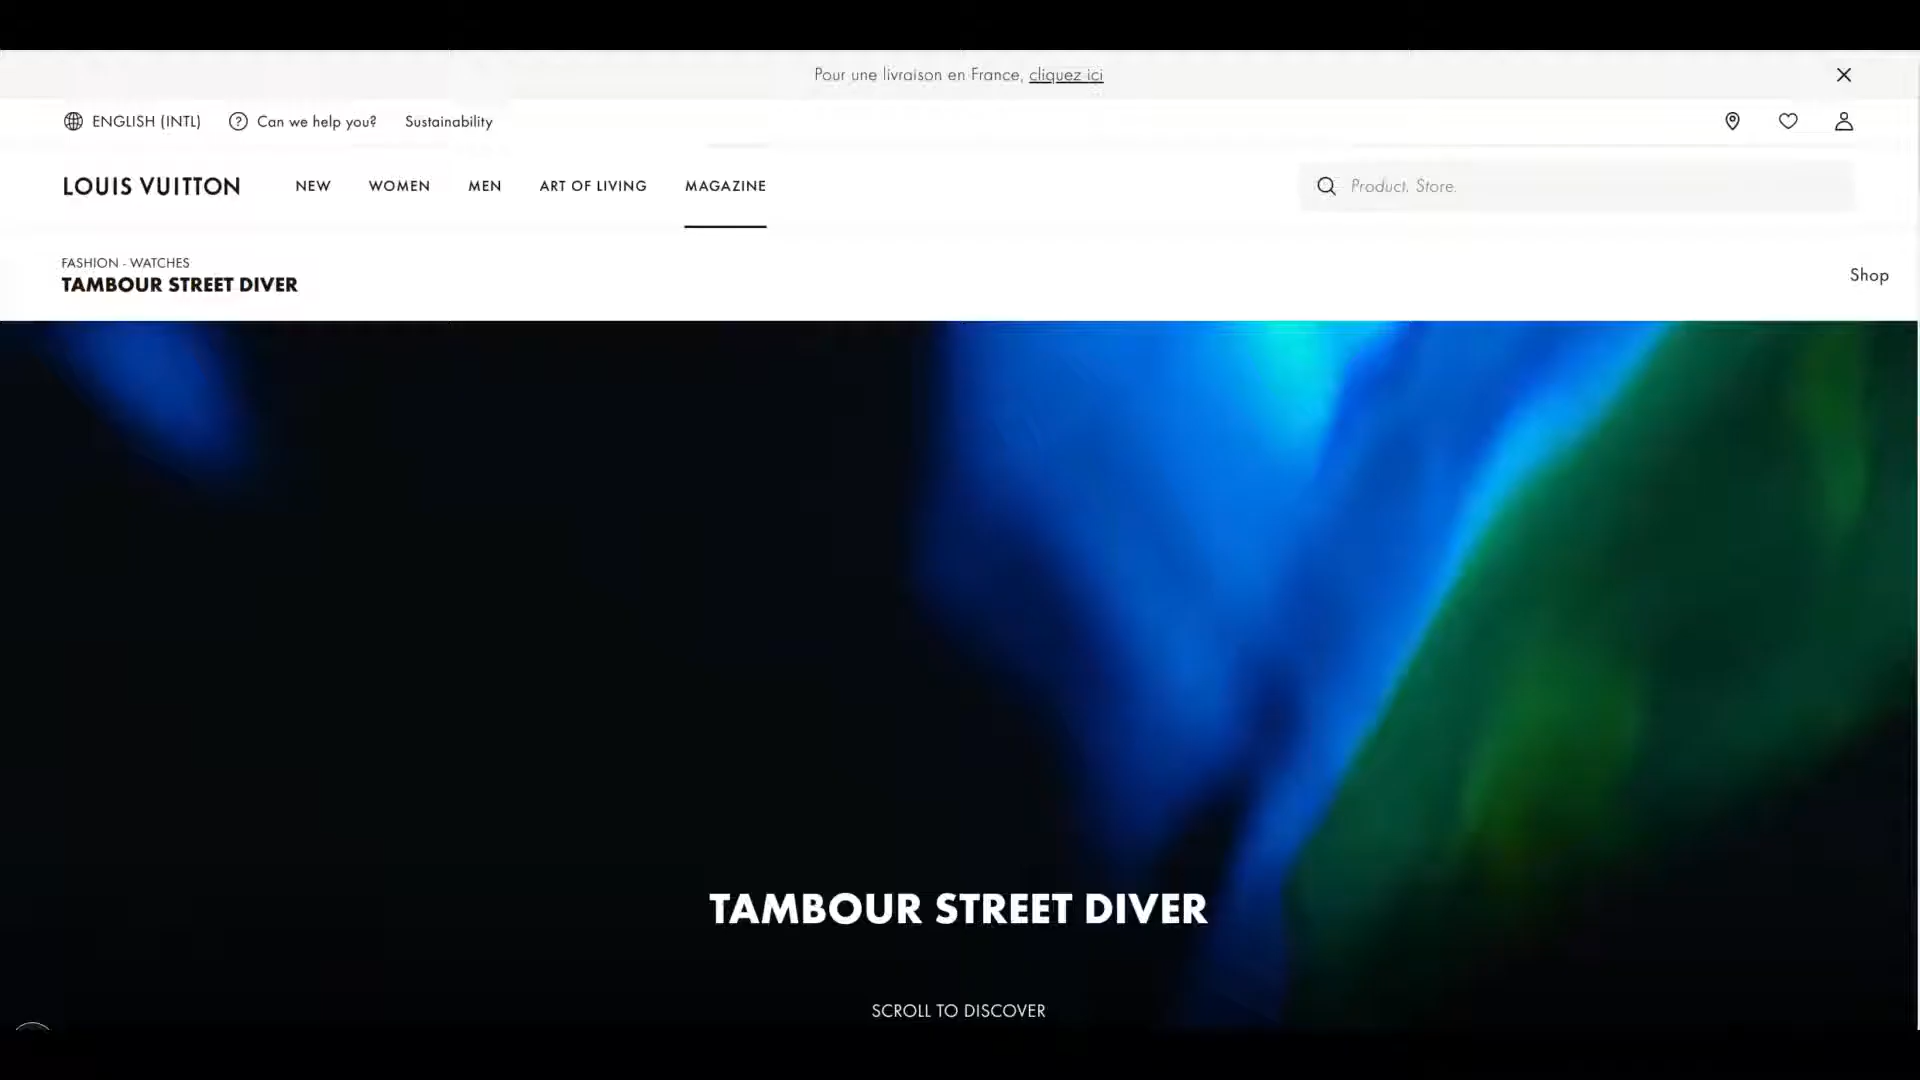 Pour une livraison en France, cliquez ici
ENGLISH (INTL) Can we help you? Sustainability
LOUIS VUITTON NEW WOMEN MEN ART OF LIVING MAGAZINE Product. Store.
FASHION - WATCHES
TAMBOUR STREET DIVER
Shop
TAMBOUR STREET DIVER
SCROLL TO DISCOVER